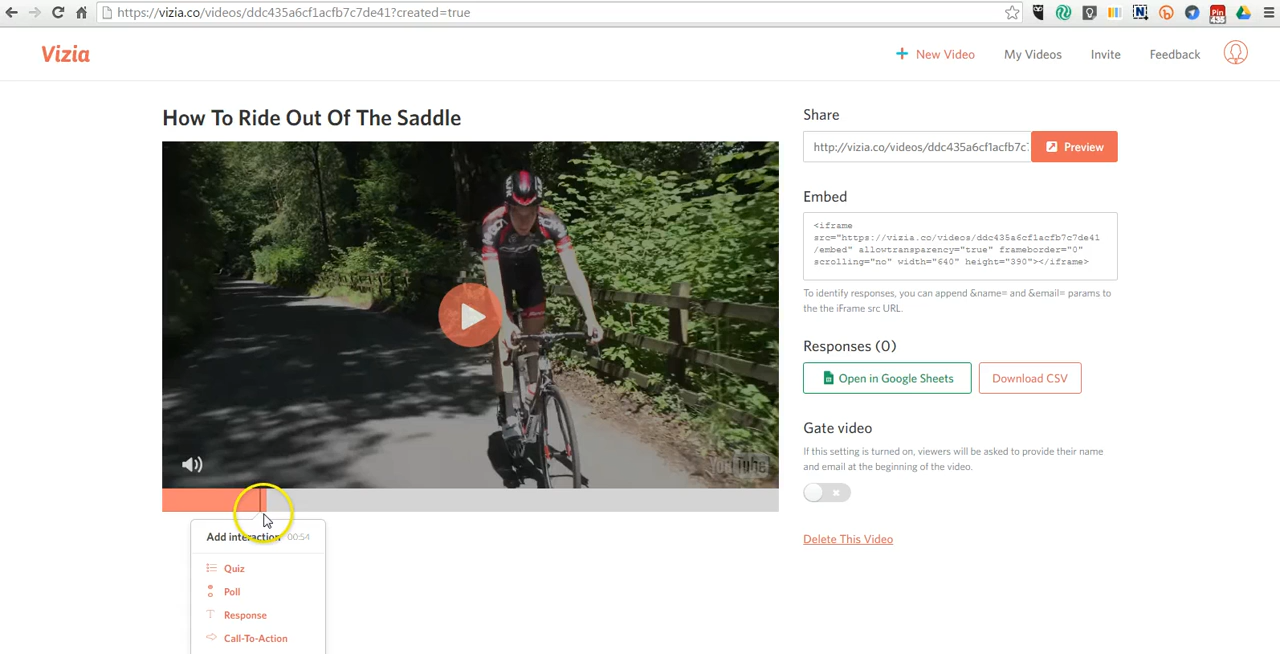 https://vizia.co/videos/ddc435a6cf1acfb7c7de41?created=true
Pin
435
Vizia
+ New Video
My Videos
Invite
Feedback
How To Ride Out Of The Saddle
YouTube
Add interaction 00:54
Quiz
Poll
Response
Call-To-Action
Share
http://vizia.co/videos/ddc435a6cf1acfb7c
Preview
Embed
<iframe
src="https://vizia.co/videos/ddc435a6cf1acfb7c7de41
/embed" allowtransparency="true" frameborder="0"
scrolling="no" width="640" height="390"></iframe>
To identify responses, you can append &name= and &email= params to
the the iFrame src URL.
Responses (0)
Open in Google Sheets
Download CSV
Gate video
If this setting is turned on, viewers will be asked to provide their name
and email at the beginning of the video.
Delete This Video